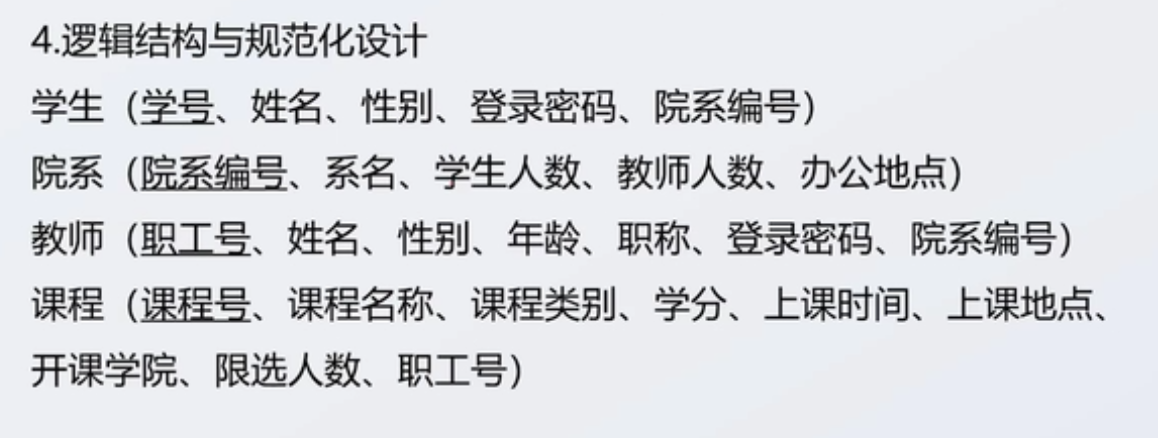 4.逻辑结构与规范化设计
学生（学号、姓名、性别、登录密码、院系编号）
院系（院系编号、系名、学生人数、教师人数、办公地点）
教师（职工号、姓名、性别、年龄、职称、登录密码、院系编号）
课程（课程号、课程名称、课程类别、学分、上课时间、上课地点、
开课学院、限选人数、职工号）